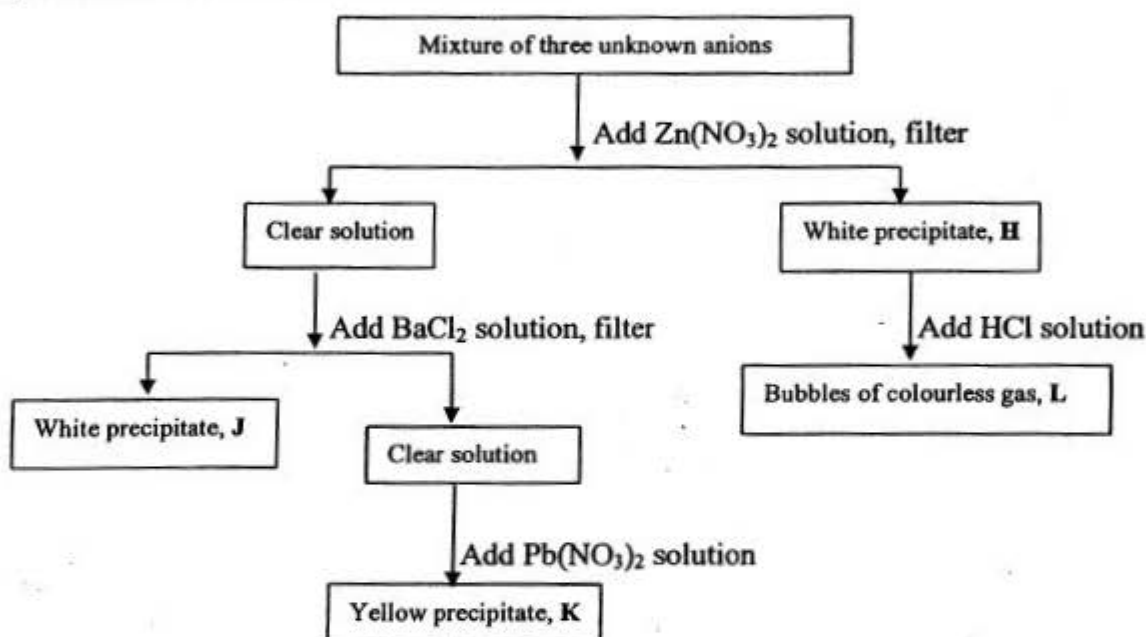 Mixture of three unknown anions
Add Zn(NO₃)₂ solution, filter
Clear solution
White precipitate, H
Add BaCl₂ solution, filter
Add HCl solution
White precipitate, J
Clear solution
Bubbles of colourless gas, L
Add Pb(NO₃)₂ solution
Yellow precipitate, K